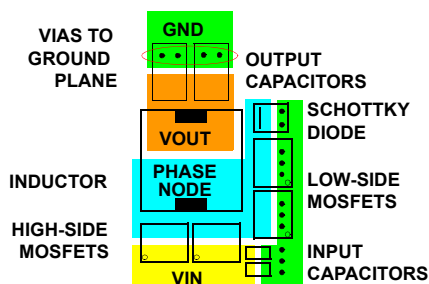 GND
VIAS TO
GROUND
PLANE
OUTPUT
CAPACITORS
SCHOTTKY
DIODE
VOUT
PHASE
NODE
INDUCTOR
LOW-SIDE
MOSFETS
HIGH-SIDE
MOSFETS
INPUT
CAPACITORS
VIN